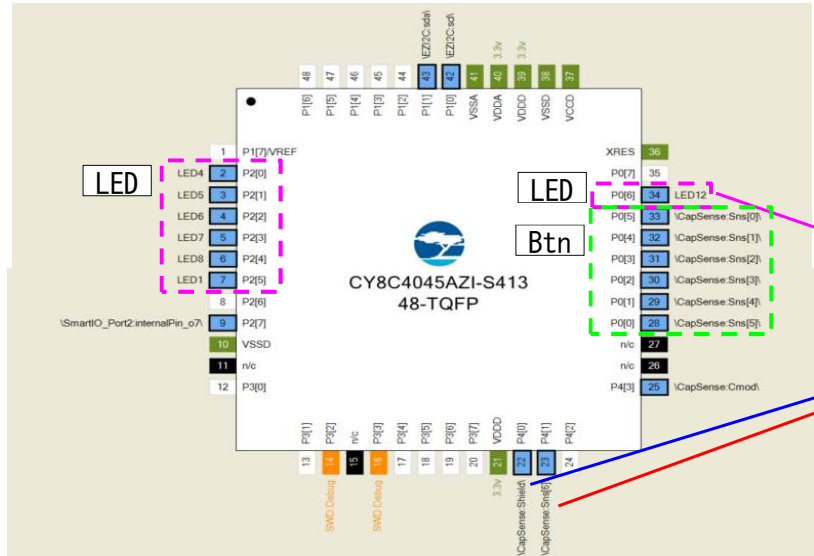 \EZI2C:sda\
\EZI2C:scl\
3.3v
3.3v
48
47
46
45
44
43
42
41
40
39
38
37
P1[6]
P1[5]
P1[4]
P1[3]
P1[2]
P1[1]
P1[0]
VSSA
VDDA
VDDD
VSSD
VCCD
1 P1[7]/VREF
LED
LED4 2 P2[0]
LED5 3 P2[1]
LED6 4 P2[2]
LED7 5 P2[3]
LED8 6 P2[4]
LED1 7 P2[5]
8 P2[6]
\SmartIO_Port2:internalPin_o7\ 9 P2[7]
10 VSSD
11 n/c
12 P3[0]
CY8C4045AZI-S413
48-TQFP
XRES 36
P0[7] 35
LED
P0[6] 34 LED12
Btn
P0[5] 33 \CapSense:Sns[0]\
P0[4] 32 \CapSense:Sns[1]\
P0[3] 31 \CapSense:Sns[2]\
P0[2] 30 \CapSense:Sns[3]\
P0[1] 29 \CapSense:Sns[4]\
P0[0] 28 \CapSense:Sns[5]\
n/c 27
n/c 26
P4[3] 25 \CapSense:Cmod\
P3[1]
P3[2]
n/c
P3[3]
P3[4]
P3[5]
P3[6]
P3[7]
VDDD
P4[0]
P4[1]
P4[2]
13
14
15
16
17
18
19
20
21
22
23
24
SWD:Debug
SWD:Debug
3.3v
\CapSense:Shield\
\CapSense:Sns[6]\